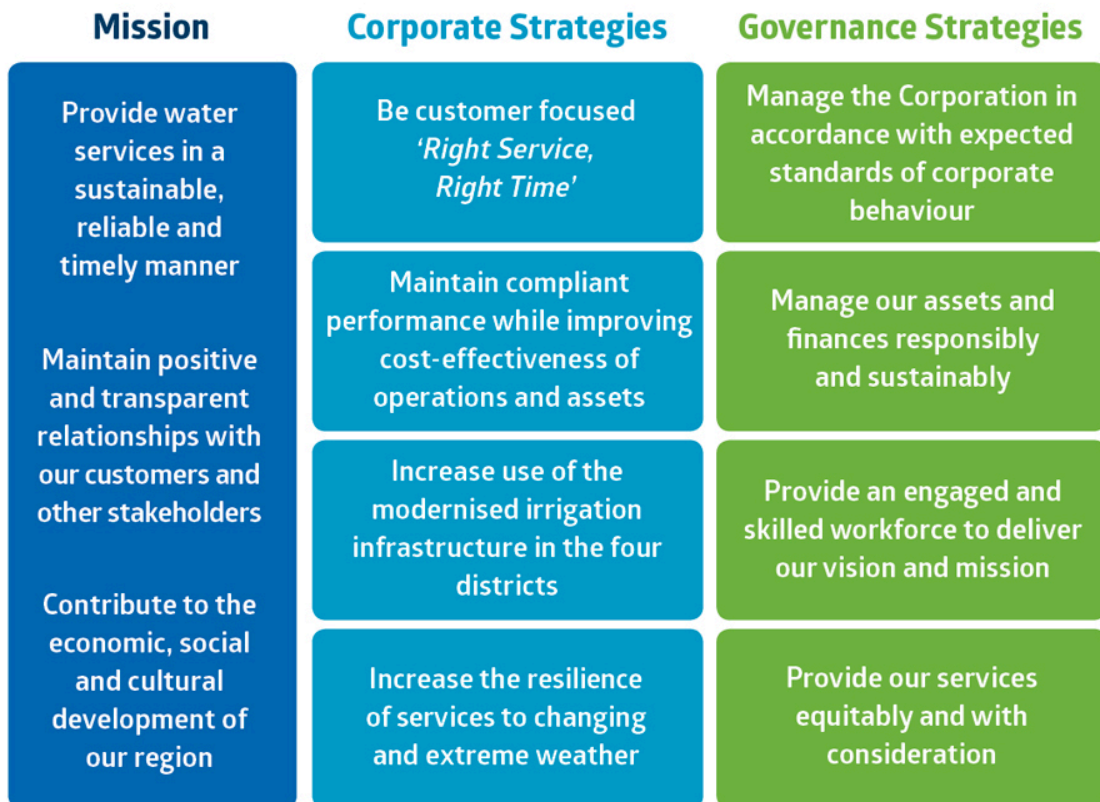 Mission
Provide water
services in a
sustainable,
reliable and
timely manner
Maintain positive
and transparent
relationships with
our customers and
other stakeholders
Contribute to the
economic, social
and cultural
development of
our region
Corporate Strategies
Be customer focused
‘Right Service,
Right Time’
Maintain compliant
performance while improving
cost-effectiveness of
operations and assets
Increase use of the
modernised irrigation
infrastructure in the four
districts
Increase the resilience
of services to changing
and extreme weather
Governance Strategies
Manage the Corporation in
accordance with expected
standards of corporate
behaviour
Manage our assets and
finances responsibly
and sustainably
Provide an engaged and
skilled workforce to deliver
our vision and mission
Provide our services
equitably and with
consideration